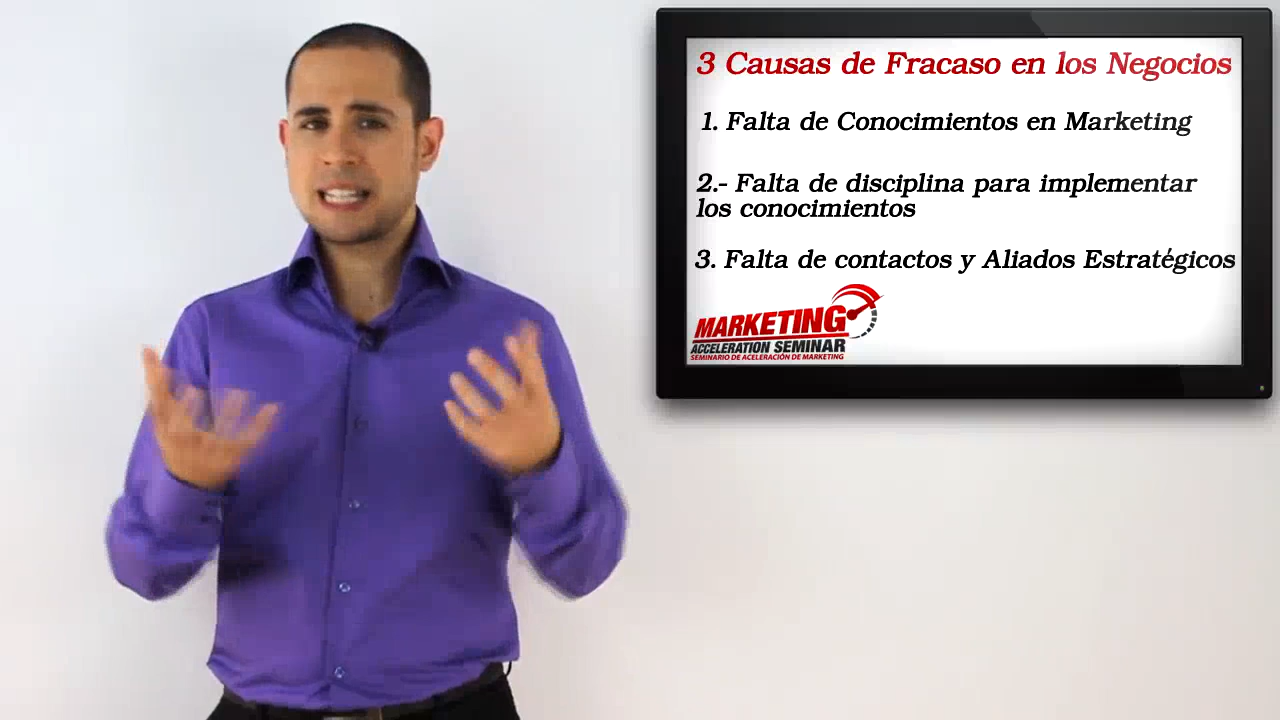 3 Causas de Fracaso en los Negocios
1. Falta de Conocimientos en Marketing
2.- Falta de disciplina para implementar
los conocimientos
3. Falta de contactos y Aliados Estratégicos
MARKETING
ACCELERATION SEMINAR
SEMINARIO DE ACELERACIÓN DE MARKETING